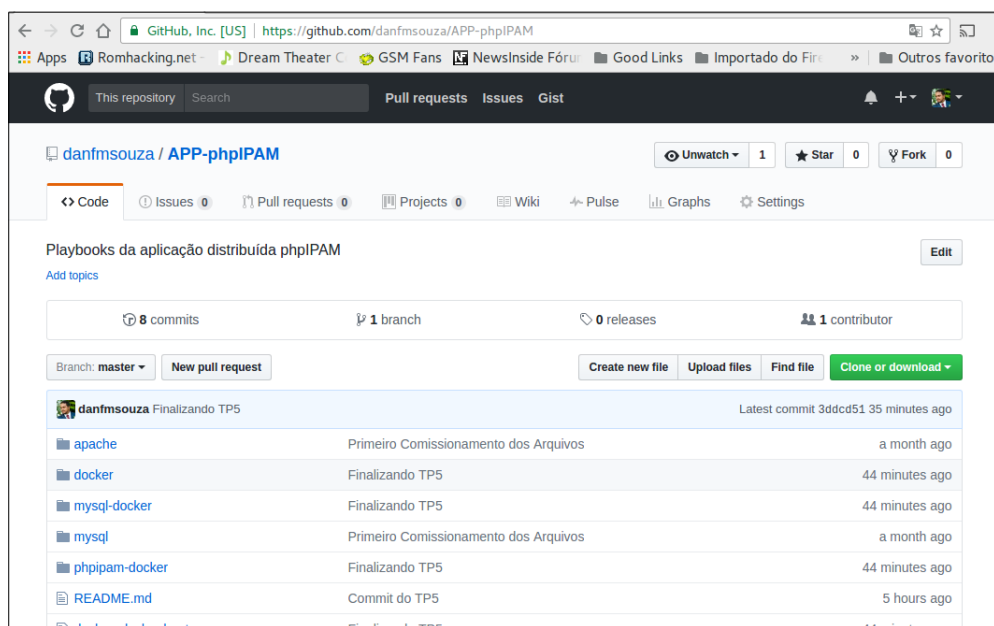 GitHub, Inc. [US] | https://github.com/danfmsouza/APP-phpIPAM
Apps Romhacking.net - Dream Theater C GSM Fans NewsInside Fóru Good Links Importado do Fire » Outros favorito
This repository Search Pull requests Issues Gist
danfmsouza / APP-phpIPAM Unwatch 1 Star 0 Fork 0
Code Issues 0 Pull requests 0 Projects 0 Wiki Pulse Graphs Settings
Playbooks da aplicação distribuída phpIPAM Edit
Add topics
8 commits 1 branch 0 releases 1 contributor
Branch: master New pull request Create new file Upload files Find file Clone or download
danfmsouza Finalizando TP5 Latest commit 3ddcd51 35 minutes ago
apache Primeiro Comissionamento dos Arquivos a month ago
docker Finalizando TP5 44 minutes ago
mysql-docker Finalizando TP5 44 minutes ago
mysql Primeiro Comissionamento dos Arquivos a month ago
phpipam-docker Finalizando TP5 44 minutes ago
README.md Commit do TP5 5 hours ago